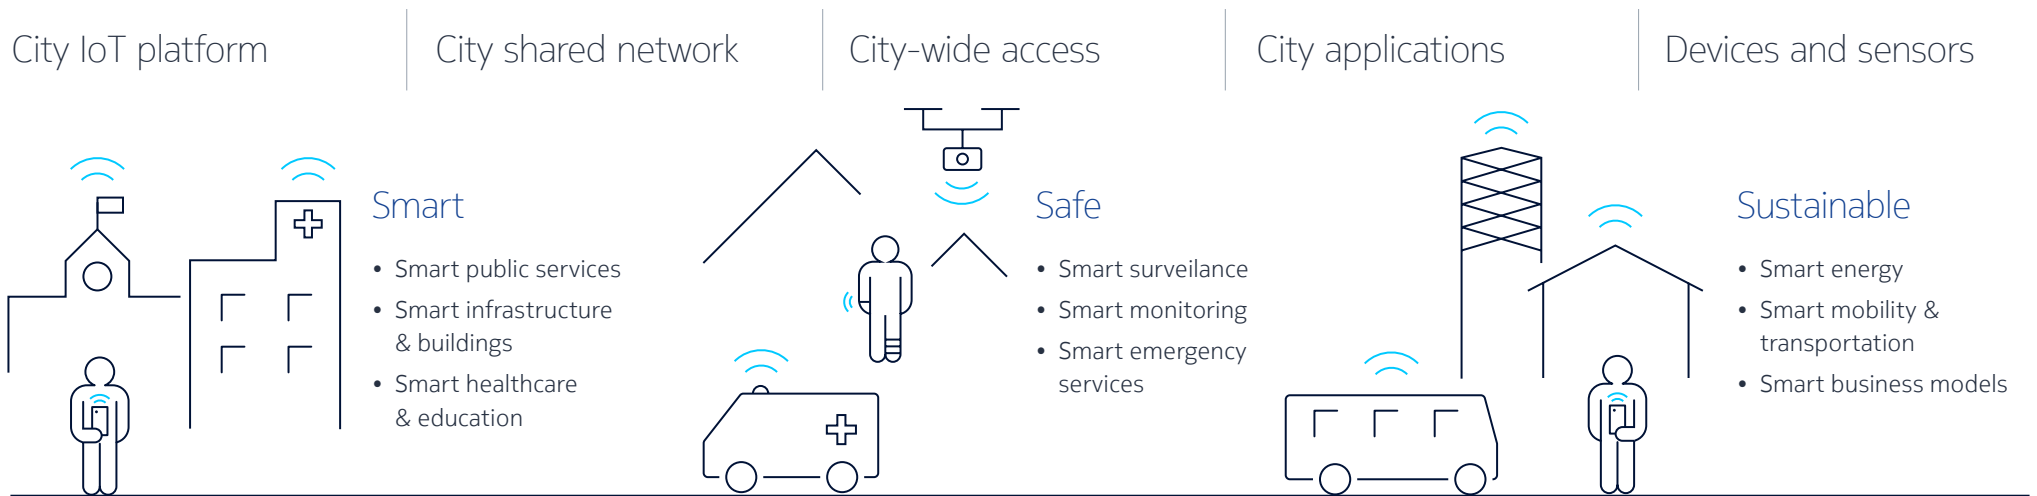 City IoT platform
City shared network
City-wide access
City applications
Devices and sensors
Smart
• Smart public services
• Smart infrastructure
& buildings
• Smart healthcare
& education
Safe
• Smart surveilance
• Smart monitoring
• Smart emergency
services
Sustainable
• Smart energy
• Smart mobility &
transportation
• Smart business models